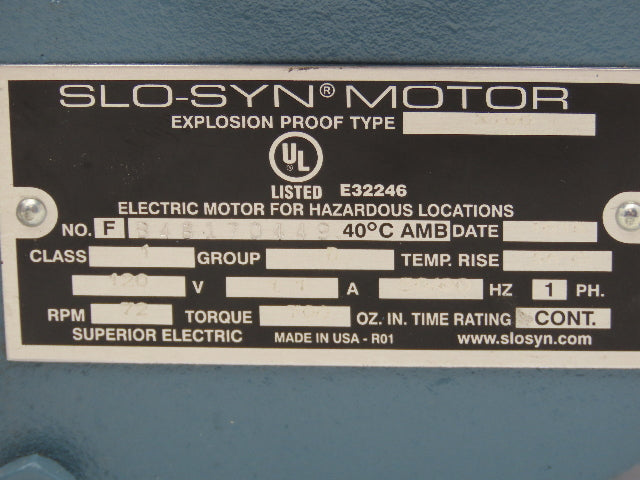 SLO-SYN® MOTOR
EXPLOSION PROOF TYPE
UL
LISTED E32246
ELECTRIC MOTOR FOR HAZARDOUS LOCATIONS
NO. F 40°C AMB DATE
CLASS 1 GROUP D TEMP. RISE
120 V A HZ 1 PH.
RPM 72 TORQUE OZ. IN. TIME RATING CONT.
SUPERIOR ELECTRIC MADE IN USA - R01 www.slosyn.com